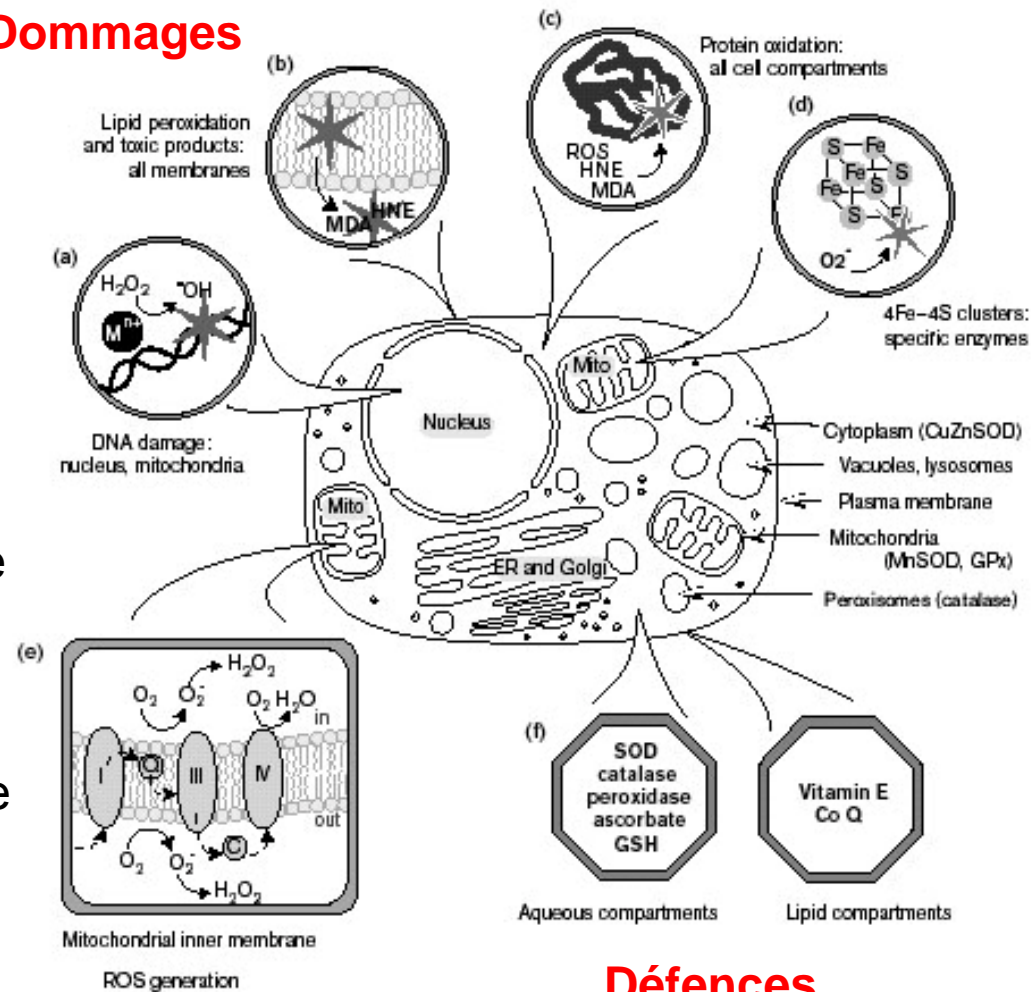 Dommages
(c)
Protein oxidation:
all cell compartments
(b)
Lipid peroxidation
and toxic products:
all membranes
MDA
HNE
ROS
HNE
MDA
(d)
S Fe
Fe S
Fe S
S Fe
O2⁻
4Fe–4S clusters:
specific enzymes
(a)
H₂O₂
⁻OH
Mⁿ⁺
DNA damage:
nucleus, mitochondria
Mito
Nucleus
Mito
ER and Golgi
Cytoplasm (CuZnSOD)
Vacuoles, lysosomes
Plasma membrane
Mitochondria
(MnSOD, GPx)
Peroxisomes (catalase)
e
e
(e)
H₂O₂
O₂ O₂⁻
O₂ H₂O
in
I Q III IV
out
C
O₂ O₂⁻
H₂O₂
Mitochondrial inner membrane
ROS generation
(f)
SOD
catalase
peroxidase
ascorbate
GSH
Aqueous compartments
Vitamin E
Co Q
Lipid compartments
Défences